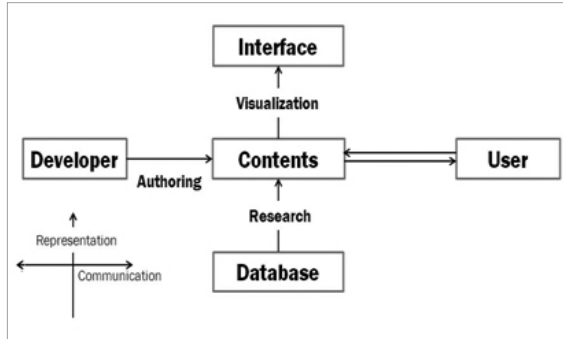 Interface
Visualization
Developer
Contents
User
Authoring
Research
Representation
Database
Communication